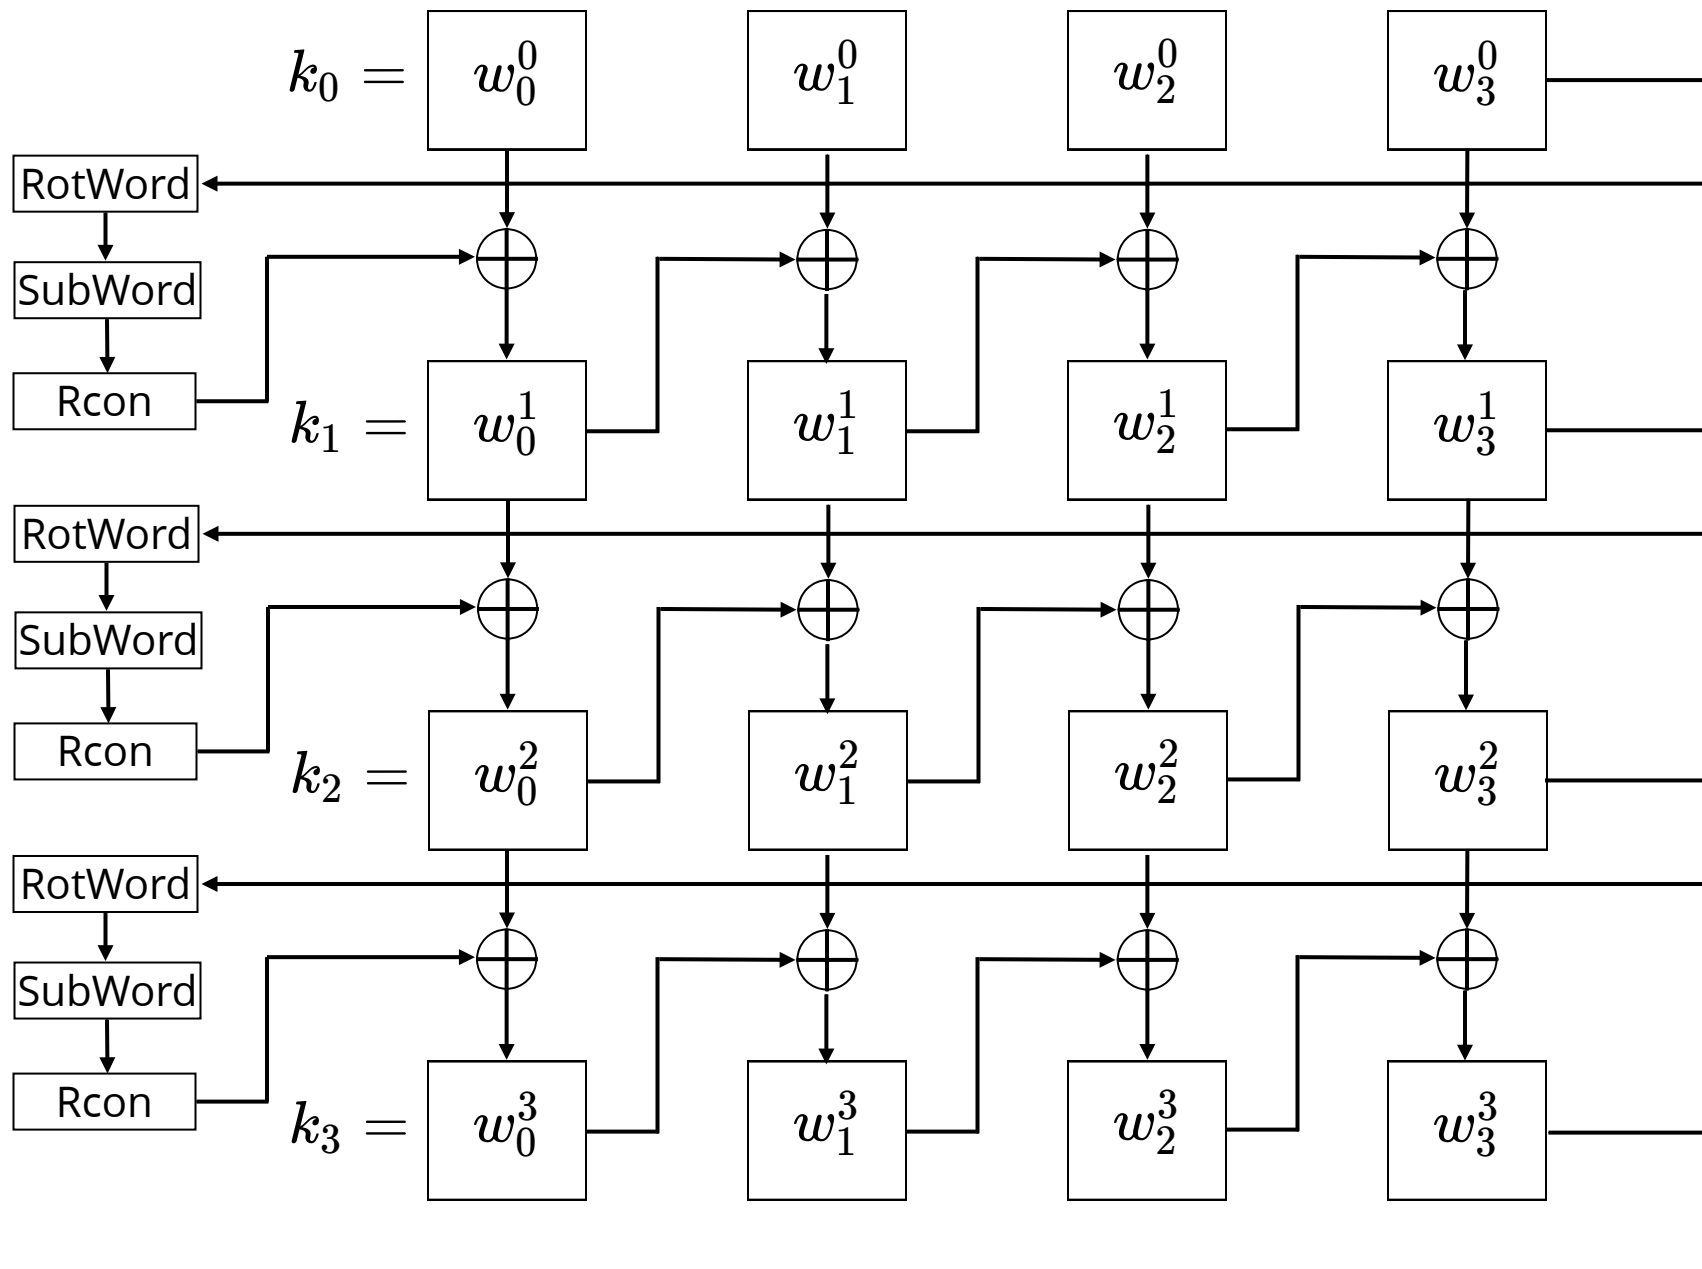 k₀ = w₀⁰ w₁⁰ w₂⁰ w₃⁰
RotWord
SubWord
Rcon
k₁ = w₀¹ w₁¹ w₂¹ w₃¹
RotWord
SubWord
Rcon
k₂ = w₀² w₁² w₂² w₃²
RotWord
SubWord
Rcon
k₃ = w₀³ w₁³ w₂³ w₃³